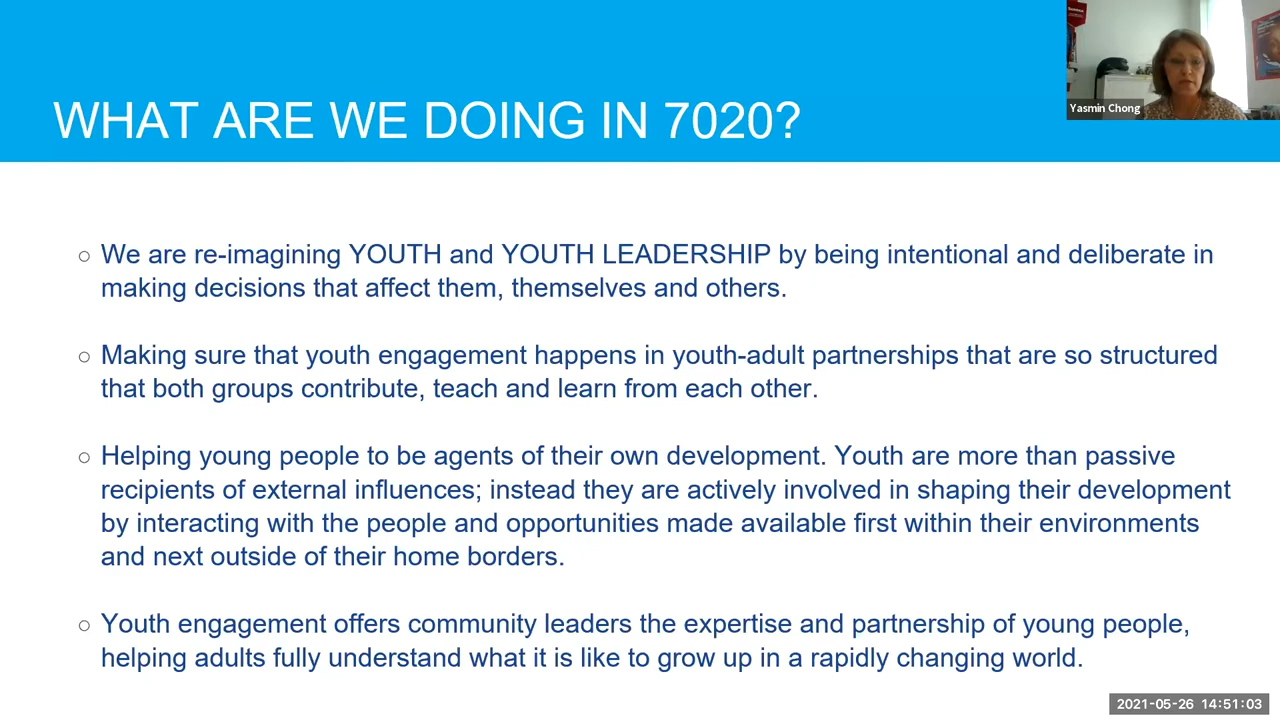 WHAT ARE WE DOING IN 7020?
Yasmin Chong
We are re-imagining YOUTH and YOUTH LEADERSHIP by being intentional and deliberate in
making decisions that affect them, themselves and others.
Making sure that youth engagement happens in youth-adult partnerships that are so structured
that both groups contribute, teach and learn from each other.
Helping young people to be agents of their own development. Youth are more than passive
recipients of external influences; instead they are actively involved in shaping their development
by interacting with the people and opportunities made available first within their environments
and next outside of their home borders.
Youth engagement offers community leaders the expertise and partnership of young people,
helping adults fully understand what it is like to grow up in a rapidly changing world.
2021-05-26 14:51:03